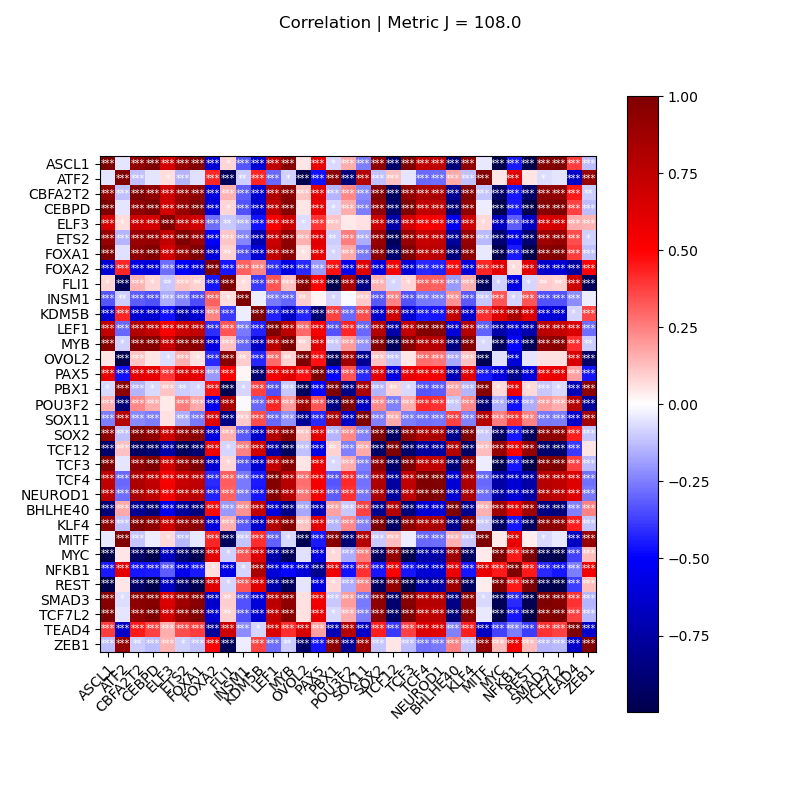 Correlation | Metric J = 108.0
ASCL1
ATF2
CBFA2T2
CEBPD
ELF3
ETS2
FOXA1
FOXA2
FLI1
INSM1
KDM5B
LEF1
MYB
OVOL2
PAX5
PBX1
POU3F2
SOX11
SOX2
TCF12
TCF3
TCF4
NEUROD1
BHLHE40
KLF4
MITF
MYC
NFKB1
REST
SMAD3
TCF7L2
TEAD4
ZEB1
ASCL1
ATF2
CBFA2T2
CEBPD
ELF3
ETS2
FOXA1
FOXA2
FLI1
INSM1
KDM5B
LEF1
MYB
OVOL2
PAX5
PBX1
POU3F2
SOX11
SOX2
TCF12
TCF3
TCF4
NEUROD1
BHLHE40
KLF4
MITF
MYC
NFKB1
REST
SMAD3
TCF7L2
TEAD4
ZEB1
1.00
0.75
0.50
0.25
0.00
−0.25
−0.50
−0.75